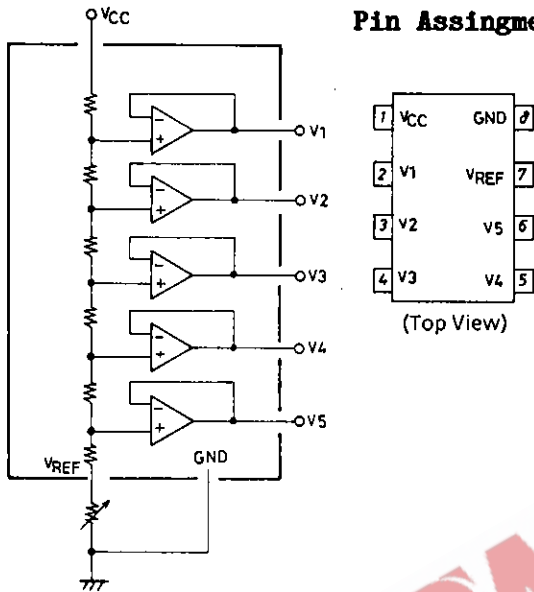 VCC
Pin Assingme
V1
V2
V3
V4
V5
VREF
GND
1 VCC GND 8
2 V1 VREF 7
3 V2 V5 6
4 V3 V4 5
(Top View)